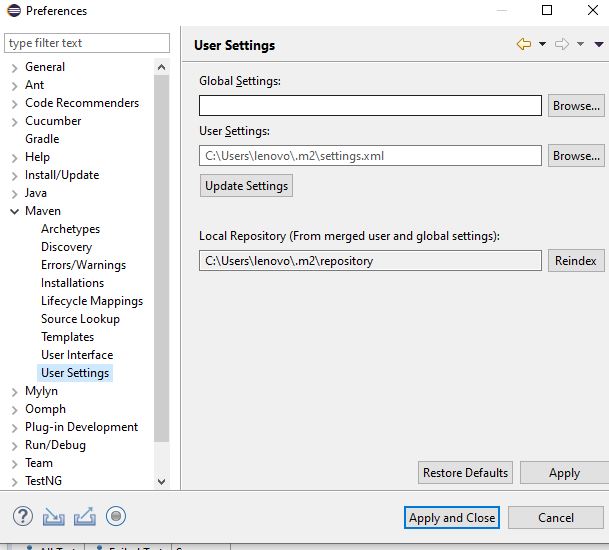 Preferences
type filter text
General
Ant
Code Recommenders
Cucumber
Gradle
Help
Install/Update
Java
Maven
Archetypes
Discovery
Errors/Warnings
Installations
Lifecycle Mappings
Source Lookup
Templates
User Interface
User Settings
Mylyn
Oomph
Plug-in Development
Run/Debug
Team
TestNG
User Settings
Global Settings:
Browse...
User Settings:
C:\Users\lenovo\.m2\settings.xml
Browse...
Update Settings
Local Repository (From merged user and global settings):
C:\Users\lenovo\.m2\repository
Reindex
Restore Defaults
Apply
Apply and Close
Cancel